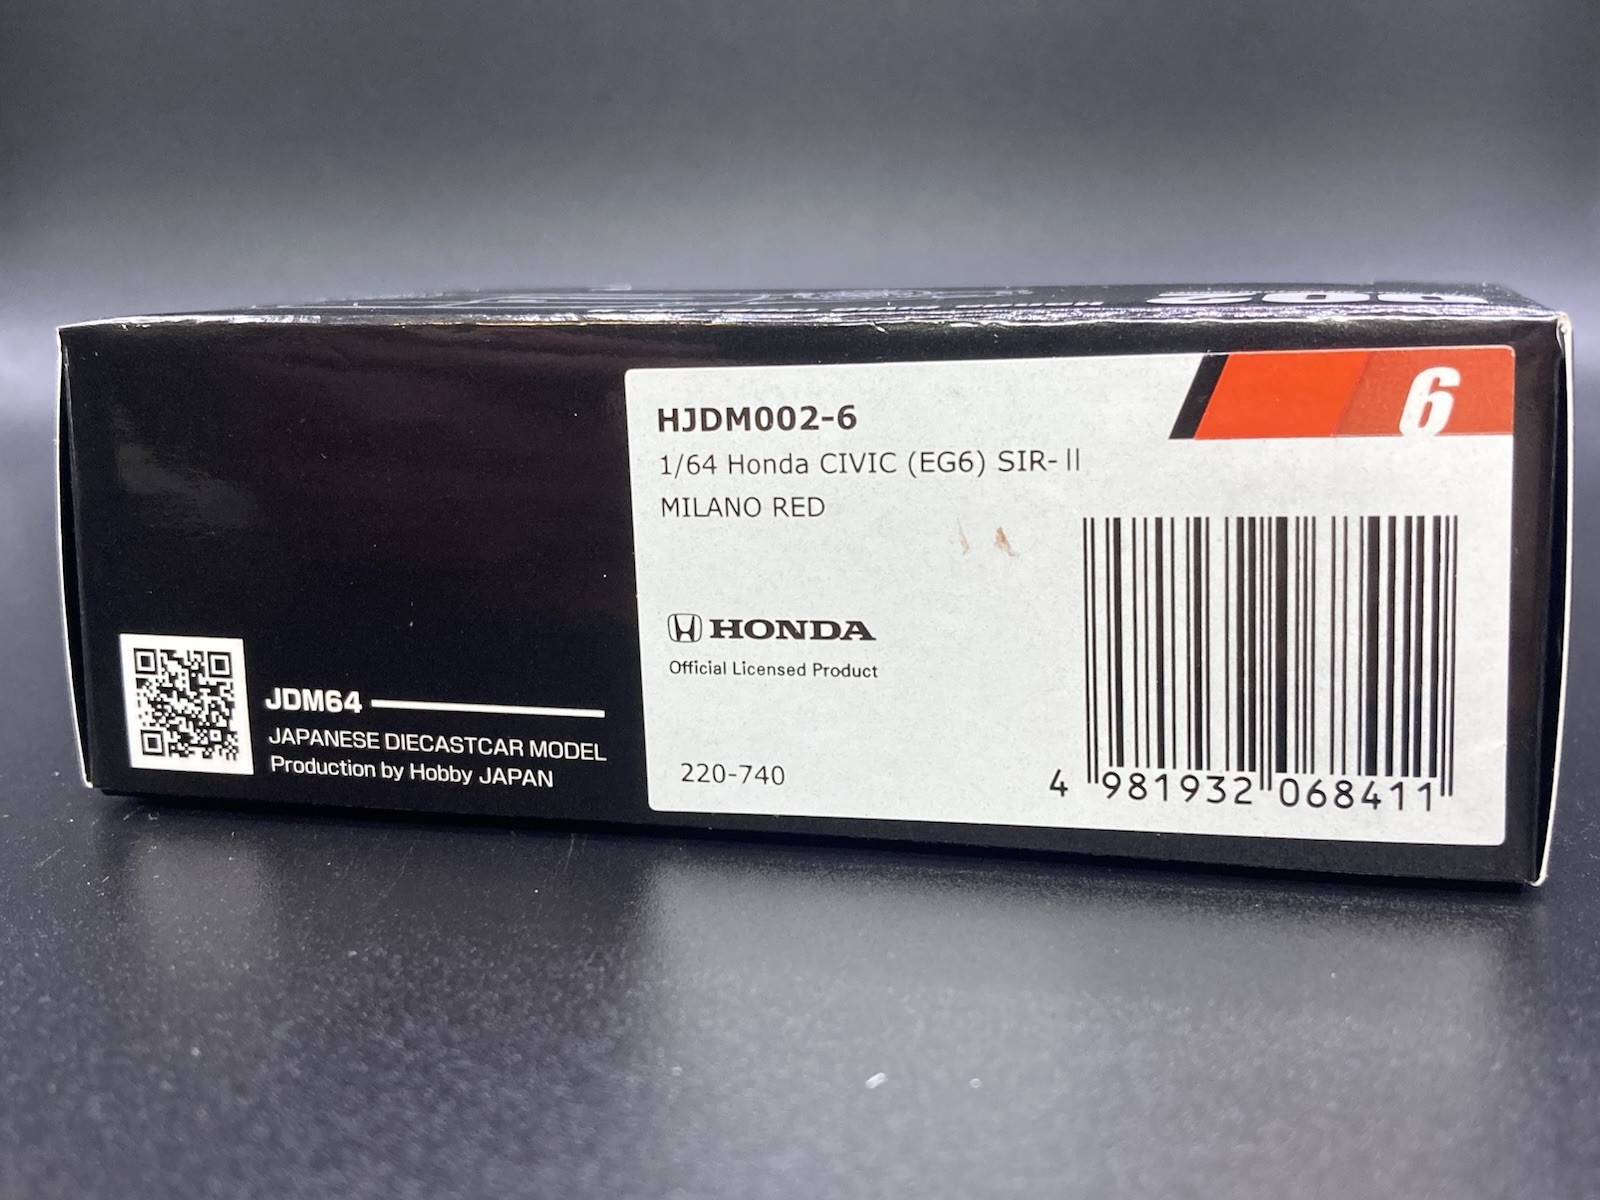 002
HJDM002-6
6
1/64 Honda CIVIC (EG6) SIR-II
MILANO RED
HONDA
Official Licensed Product
220-740
4 981932 068411
JDM64
JAPANESE DIECASTCAR MODEL
Production by Hobby JAPAN